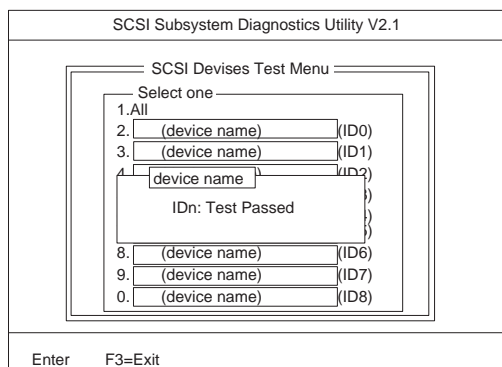 SCSI Subsystem Diagnostics Utility V2.1
SCSI Devises Test Menu
Select one
1.All
2. (device name) (ID0)
3. (device name) (ID1)
4. ) (ID2)
device name
)
IDn: Test Passed
)
)
8. (device name) (ID6)
9. (device name) (ID7)
0. (device name) (ID8)
Enter F3=Exit